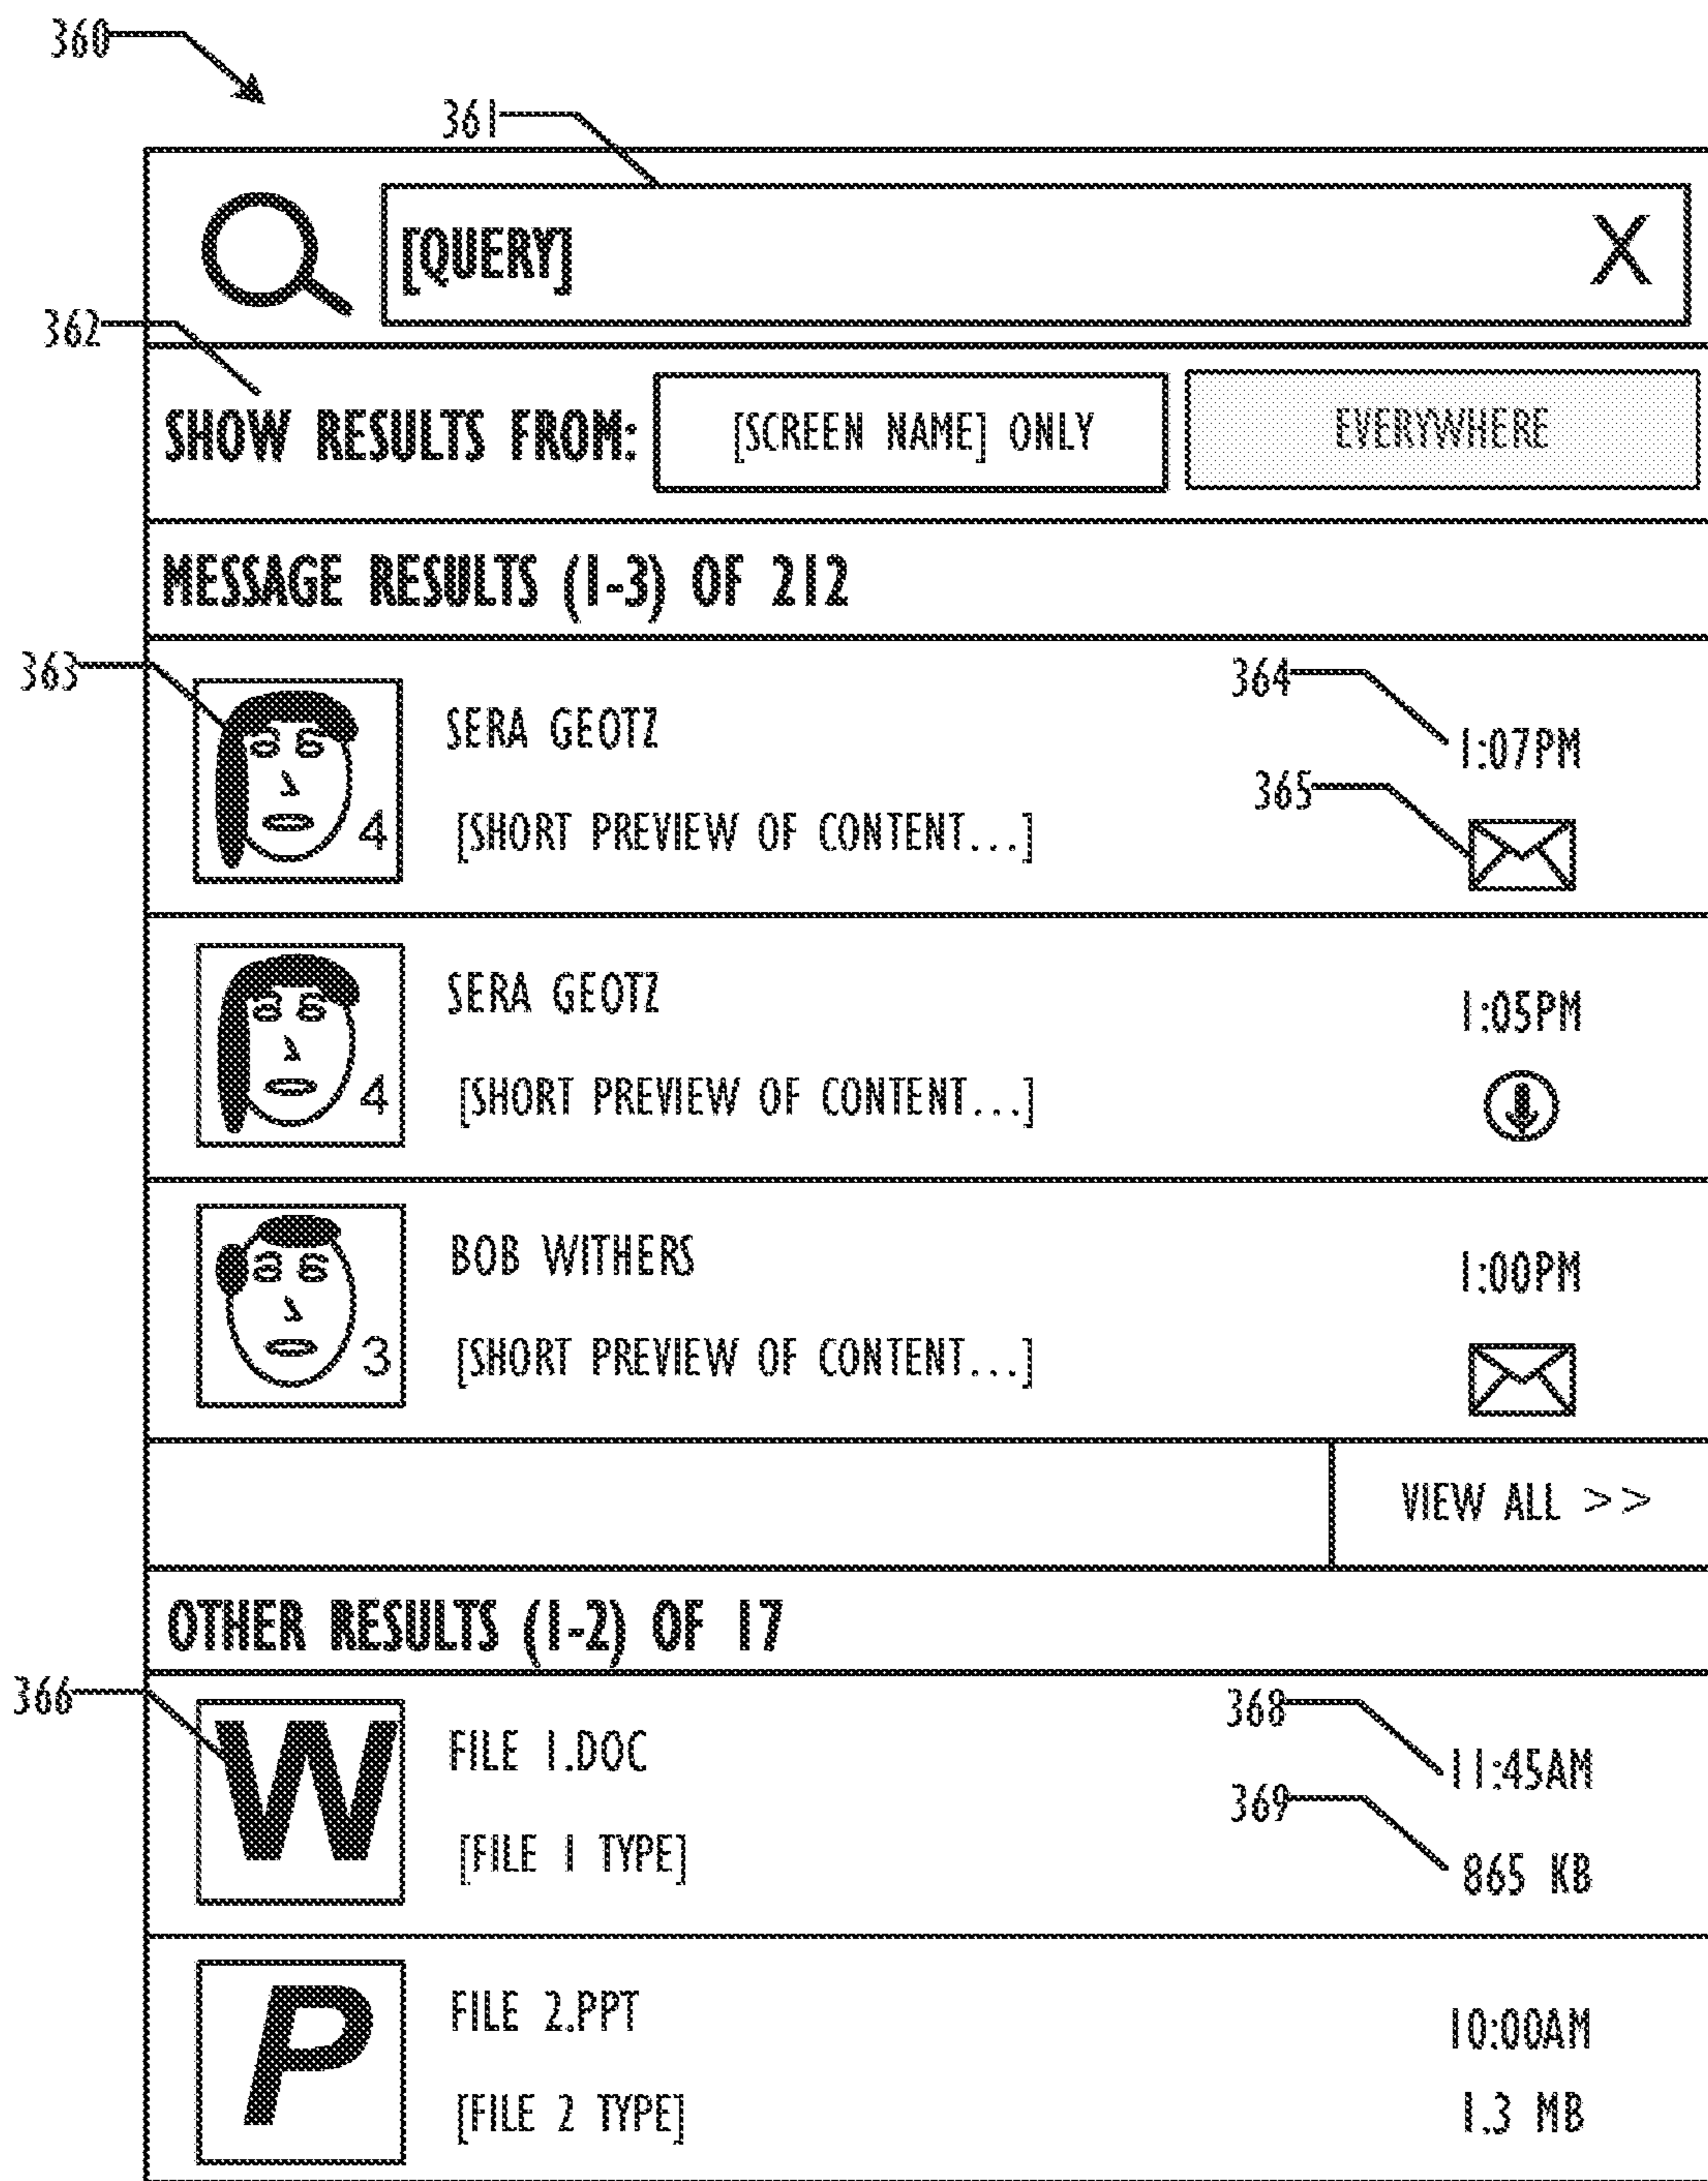 360
361
[QUERY] X
362
SHOW RESULTS FROM: [SCREEN NAME] ONLY EVERYWHERE
MESSAGE RESULTS (1-3) OF 212
363
364
SERA GEOTZ 1:07PM
365
4 [SHORT PREVIEW OF CONTENT...]
SERA GEOTZ 1:05PM
4 [SHORT PREVIEW OF CONTENT...]
BOB WITHERS 1:00PM
3 [SHORT PREVIEW OF CONTENT...]
VIEW ALL >>
OTHER RESULTS (1-2) OF 17
366
368
W FILE 1.DOC 11:45AM
369
[FILE 1 TYPE] 865 KB
P FILE 2.PPT 10:00AM
[FILE 2 TYPE] 1.3 MB